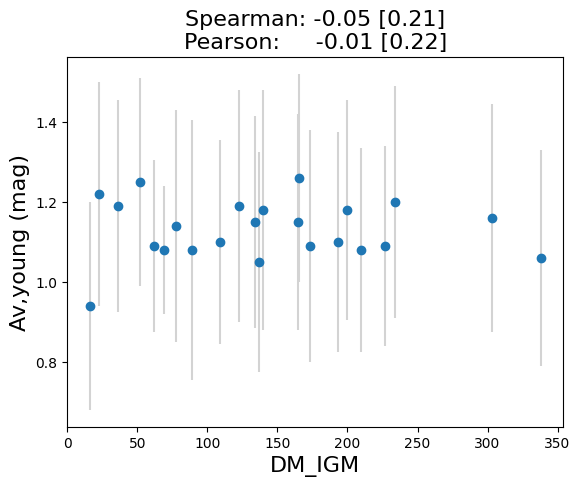 Spearman: -0.05 [0.21]
Pearson: -0.01 [0.22]
Av,young (mag)
1.4
1.2
1.0
0.8
0 50 100 150 200 250 300 350
DM_IGM